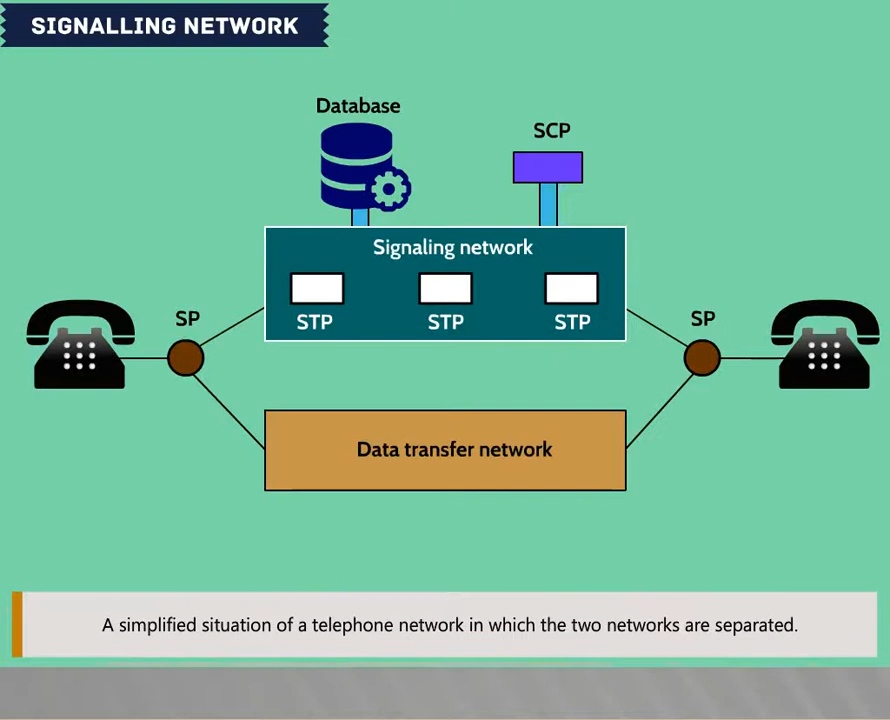 SIGNALLING NETWORK
Database
SCP
Signaling network
STP STP STP
SP SP
Data transfer network
A simplified situation of a telephone network in which the two networks are separated.